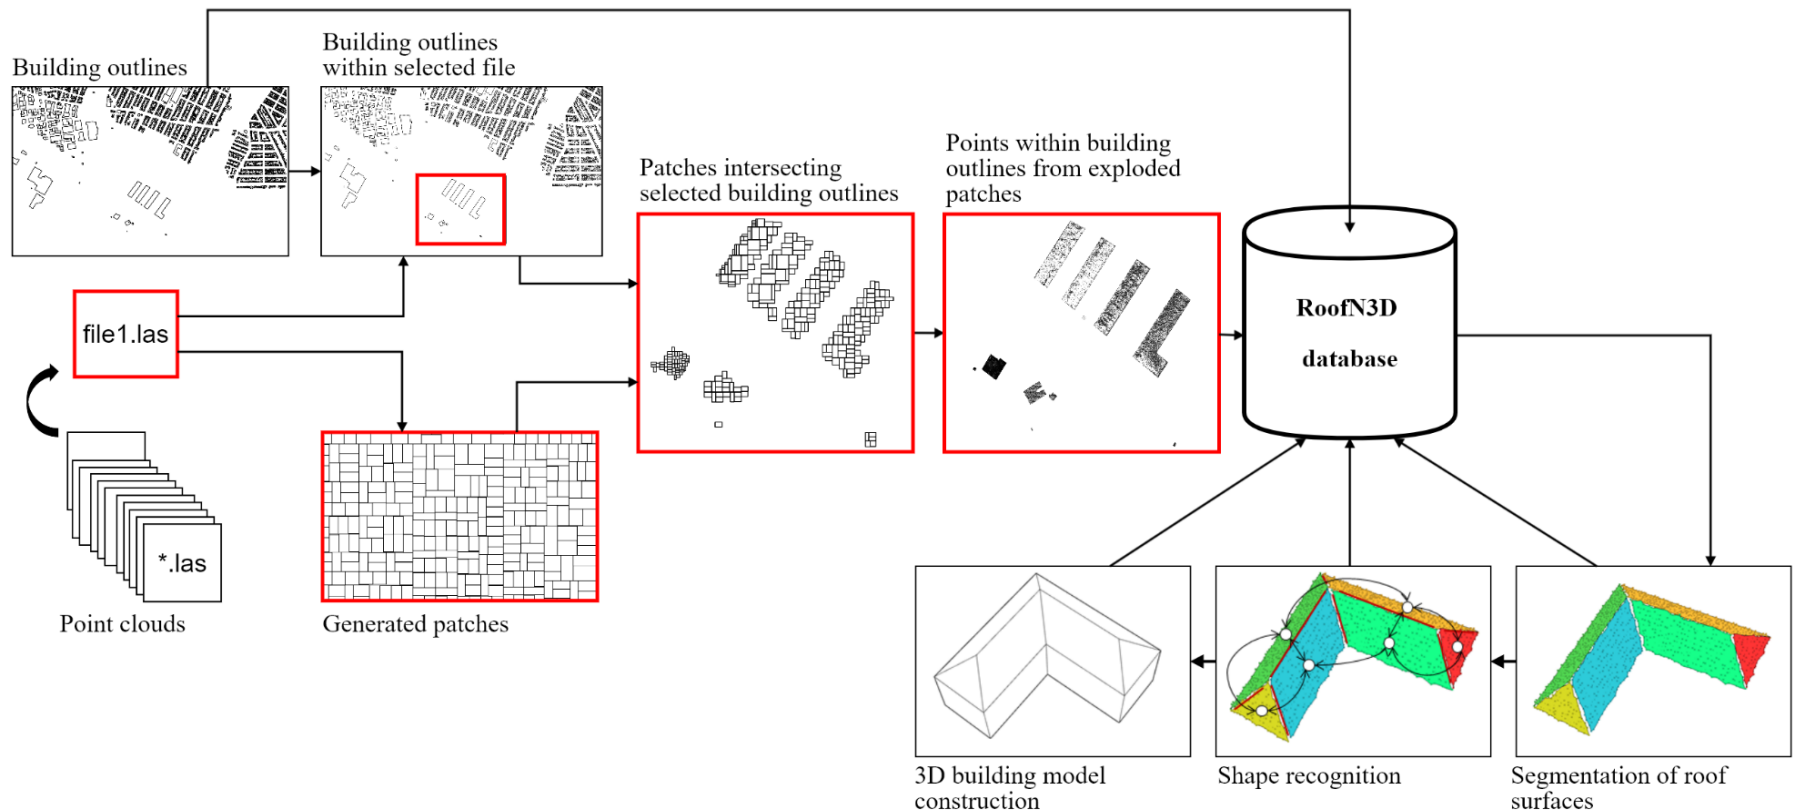 Building outlines
Building outlines
within selected file
Patches intersecting
selected building outlines
Points within building
outlines from exploded
patches
file1.las
*.las
Point clouds
Generated patches
RoofN3D
database
3D building model
construction
Shape recognition
Segmentation of roof
surfaces